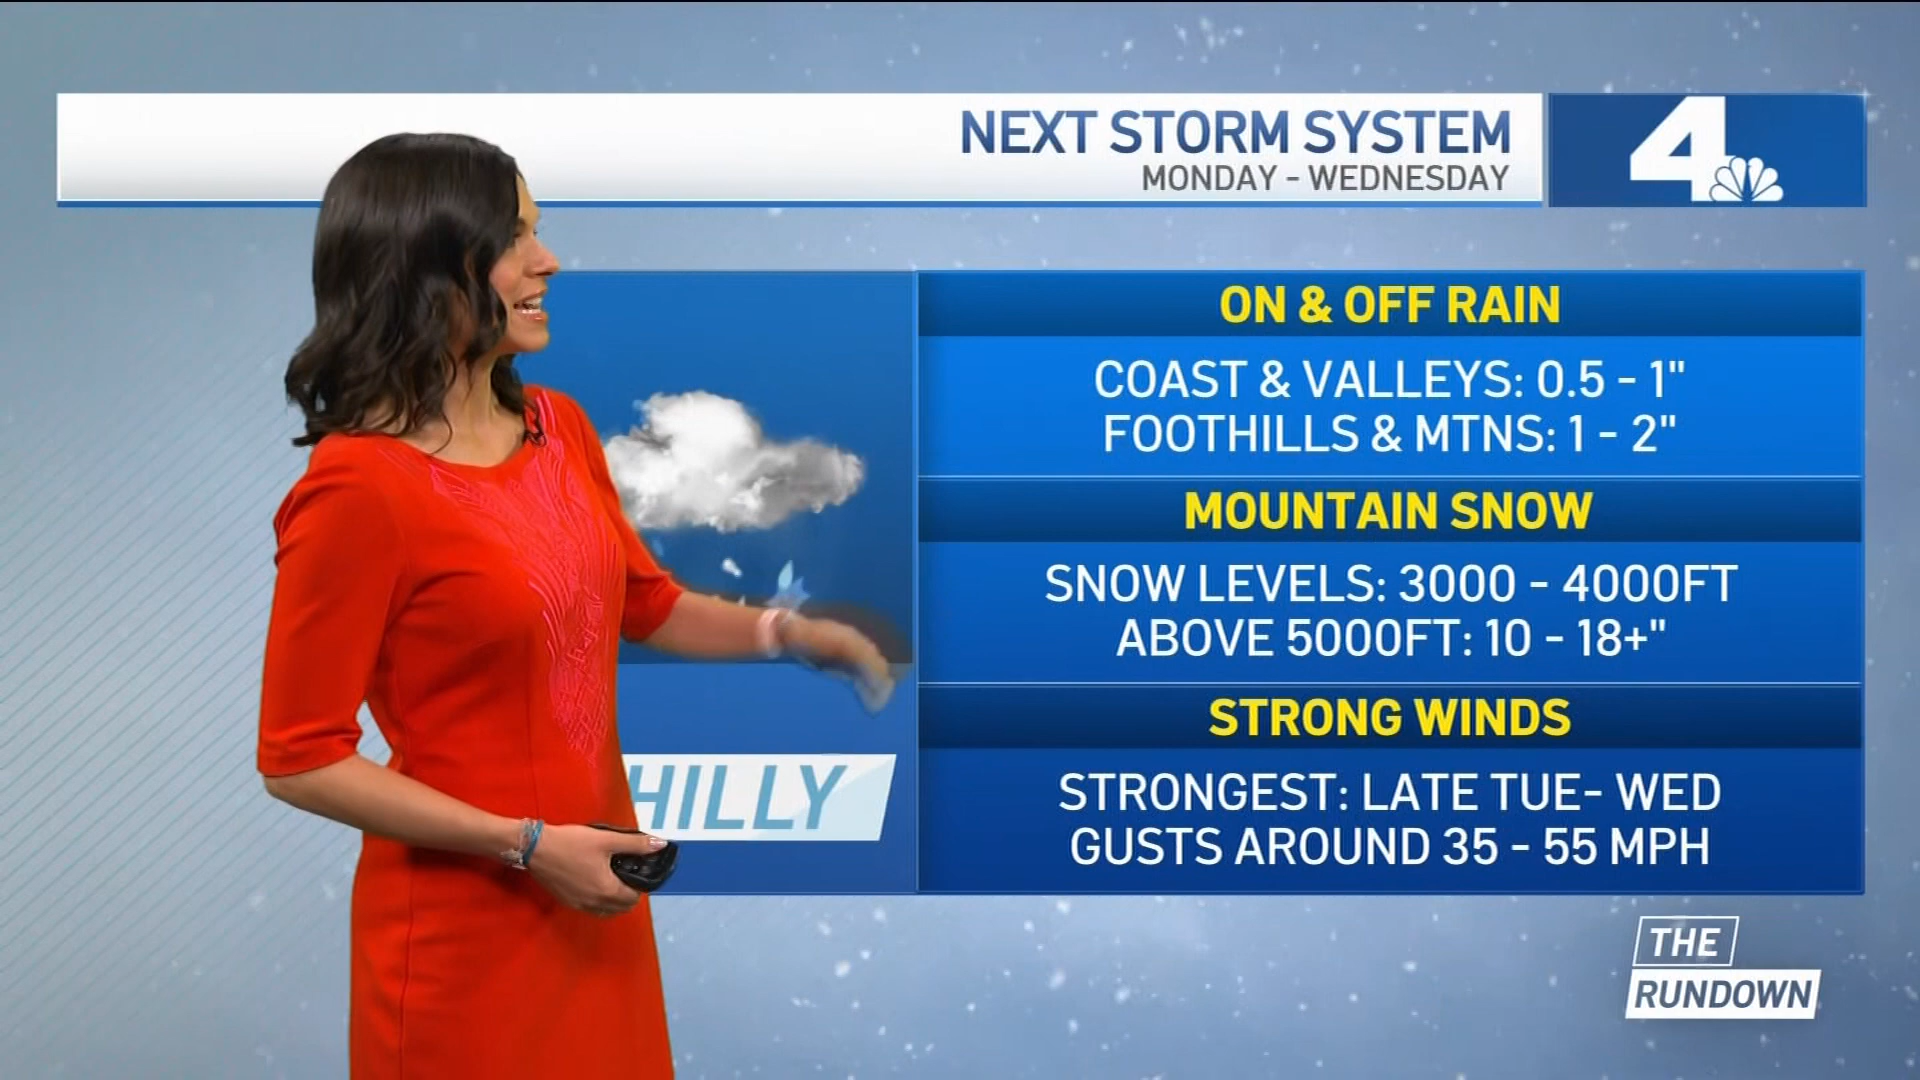 NEXT STORM SYSTEM
MONDAY - WEDNESDAY
4
ON & OFF RAIN
COAST & VALLEYS: 0.5 - 1"
FOOTHILLS & MTNS: 1 - 2"
MOUNTAIN SNOW
SNOW LEVELS: 3000 - 4000FT
ABOVE 5000FT: 10 - 18+"
STRONG WINDS
STRONGEST: LATE TUE- WED
GUSTS AROUND 35 - 55 MPH
HILLY
THE
RUNDOWN